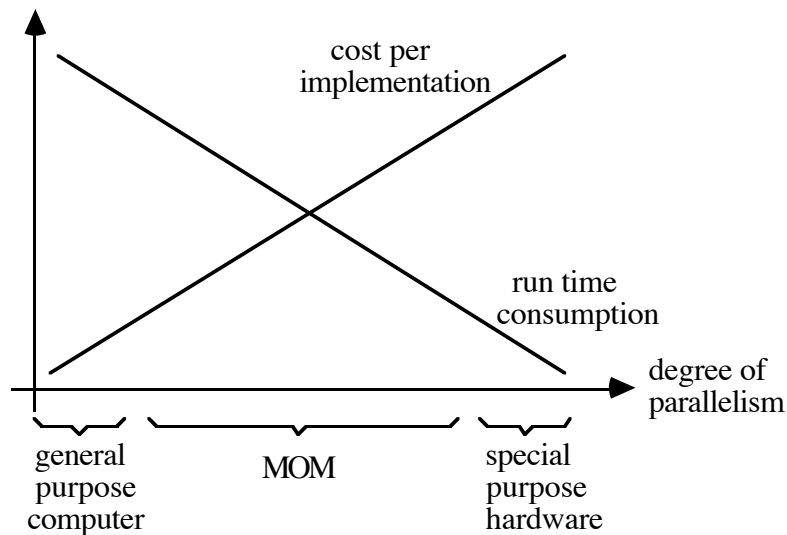 cost per
implementation
run time
consumption
degree of
parallelism
general
purpose
computer
MOM
special
purpose
hardware